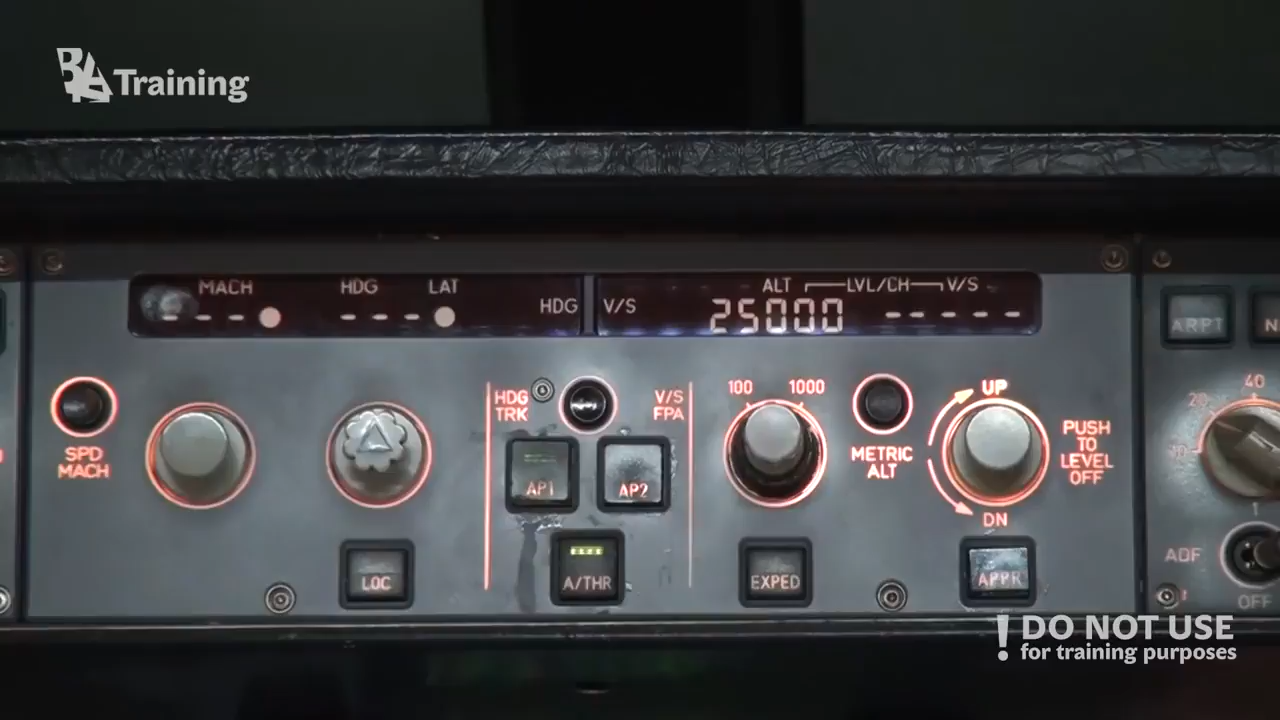 BAA Training
MACH HDG LAT HDG V/S ALT LVL/CH V/S
--- --- 25000 -----
100 1000 UP
HDG TRK
V/S FPA
SPD MACH
METRIC ALT
PUSH TO LEVEL OFF
AP1 AP2
DN
LOC A/THR EXPED APPR
ARPT
10 20 40
ADF
OFF
! DO NOT USE
for training purposes